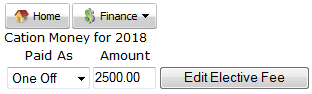 Home Finance
Cation Money for 2018
Paid As Amount
One Off 2500.00 Edit Elective Fee